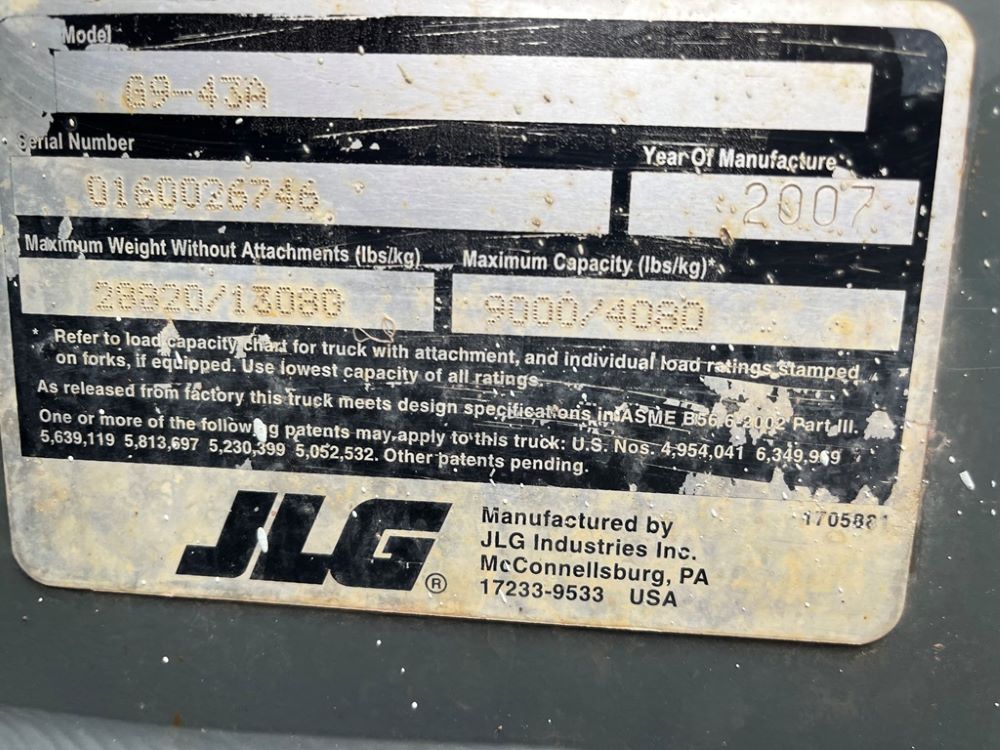 Model
G9-43A
Serial Number
0160026746
Year Of Manufacture
2007
Maximum Weight Without Attachments (lbs/kg)
28820/13080
Maximum Capacity (lbs/kg)*
9000/4080
* Refer to load capacity chart for truck with attachment, and individual load ratings stamped
on forks, if equipped. Use lowest capacity of all ratings.
As released from factory this truck meets design specifications in ASME B56.6-2002 Part III.
One or more of the following patents may apply to this truck: U.S. Nos. 4,954,041 6,349,969
5,639,119 5,813,697 5,230,399 5,052,532. Other patents pending.
1705881
JLG®
Manufactured by
JLG Industries Inc.
McConnellsburg, PA
17233-9533 USA